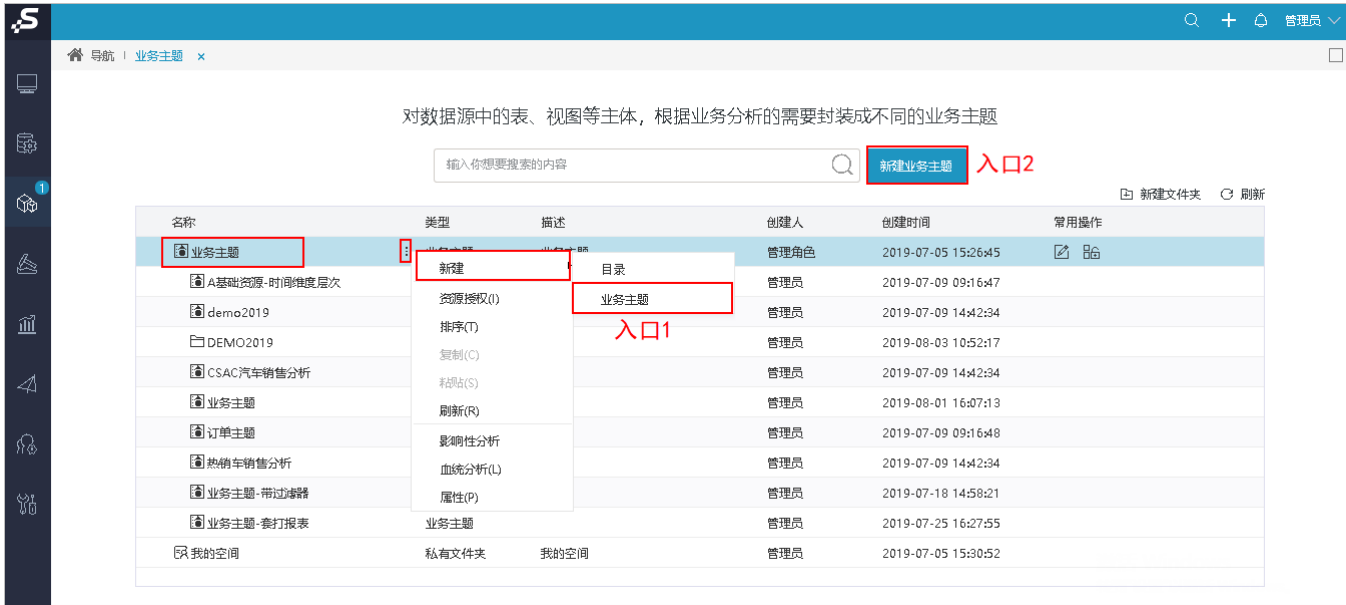 管理员
导航 业务主题 ×
对数据源中的表、视图等主体，根据业务分析的需要封装成不同的业务主题
输入你想要搜索的内容 新建业务主题 入口2
1
新建文件夹 刷新
名称 类型 描述 创建人 创建时间 常用操作
业务主题 业务主题 业务主题 管理角色 2019-07-05 15:26:45
新建
目录
A基础资源-时间维度层次 管理员 2019-07-09 09:16:47
资源授权(I)
业务主题
demo2019 管理员 2019-07-09 14:42:34
排序(T)
入口1
DEMO2019 管理员 2019-08-03 10:52:17
复制(C)
CSAC汽车销售分析 管理员 2019-07-09 14:42:34
粘贴(S)
业务主题 管理员 2019-08-01 16:07:13
刷新(R)
订单主题 管理员 2019-07-09 09:16:48
影响性分析
热销车销售分析 管理员 2019-07-09 14:42:34
血统分析(L)
业务主题-带过滤器 管理员 2019-07-18 14:58:21
属性(P)
业务主题-套打报表 业务主题 管理员 2019-07-25 16:27:55
我的空间 私有文件夹 我的空间 管理员 2019-07-05 15:30:52